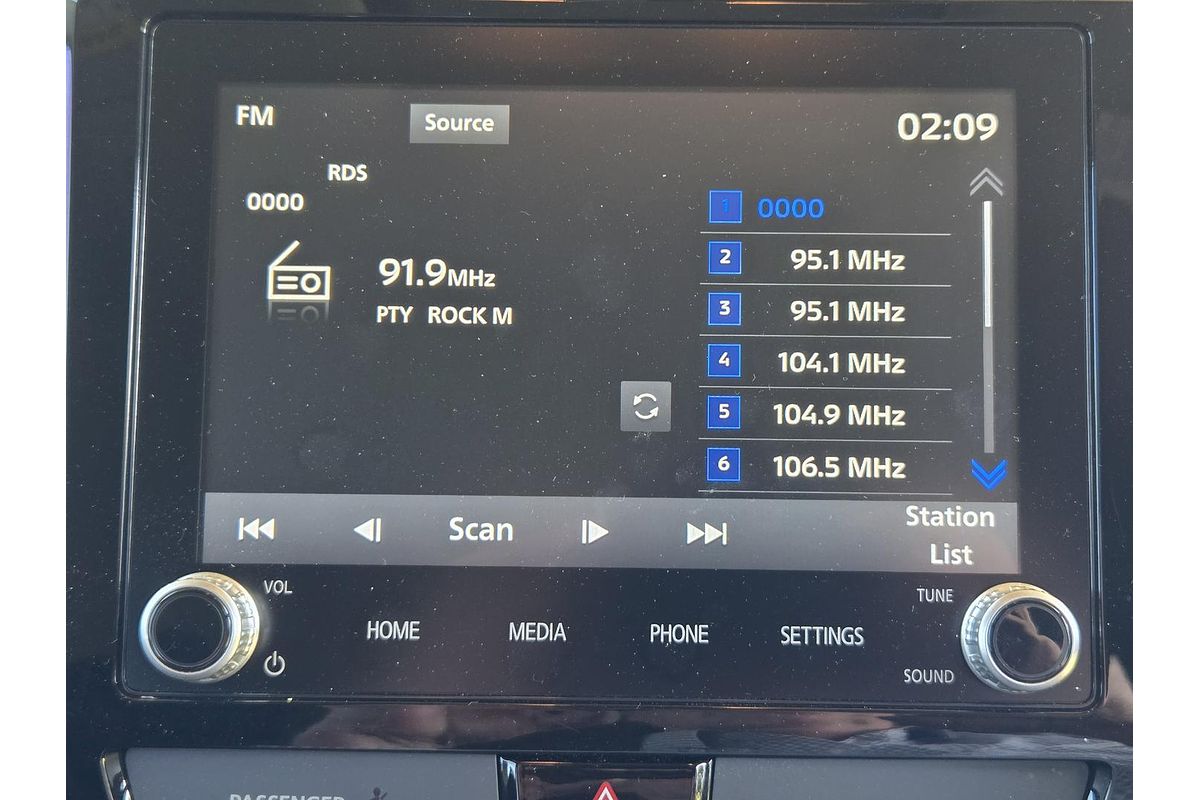 FM
Source
02:09
RDS
0000
91.9MHz
PTY ROCK M
1 0000
2 95.1 MHz
3 95.1 MHz
4 104.1 MHz
5 104.9 MHz
6 106.5 MHz
Scan
Station
List
VOL
HOME
MEDIA
PHONE
SETTINGS
TUNE
SOUND
PASSENGER